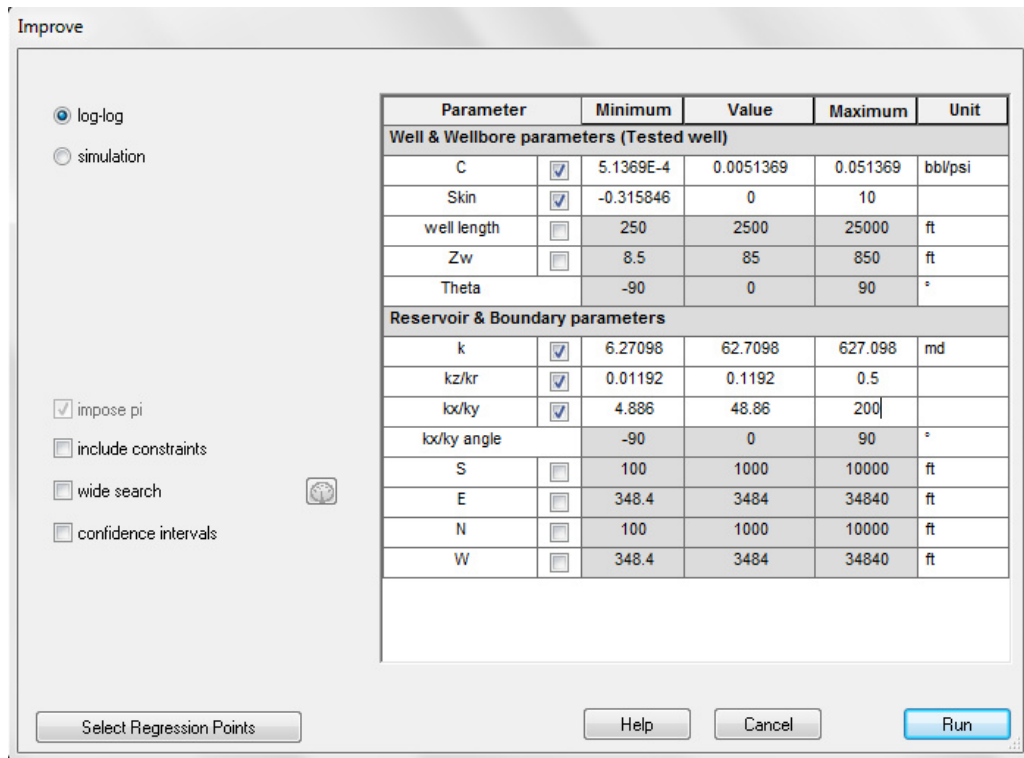 Improve
log-log
simulation
impose pi
include constraints
wide search
confidence intervals
Parameter Minimum Value Maximum Unit
Well & Wellbore parameters (Tested well)
C 5.1369E-4 0.0051369 0.051369 bbl/psi
Skin -0.315846 0 10
well length 250 2500 25000 ft
Zw 8.5 85 850 ft
Theta -90 0 90 °
Reservoir & Boundary parameters
k 6.27098 62.7098 627.098 md
kz/kr 0.01192 0.1192 0.5
kx/ky 4.886 48.86 200
kx/ky angle -90 0 90 °
S 100 1000 10000 ft
E 348.4 3484 34840 ft
N 100 1000 10000 ft
W 348.4 3484 34840 ft
Select Regression Points Help Cancel Run